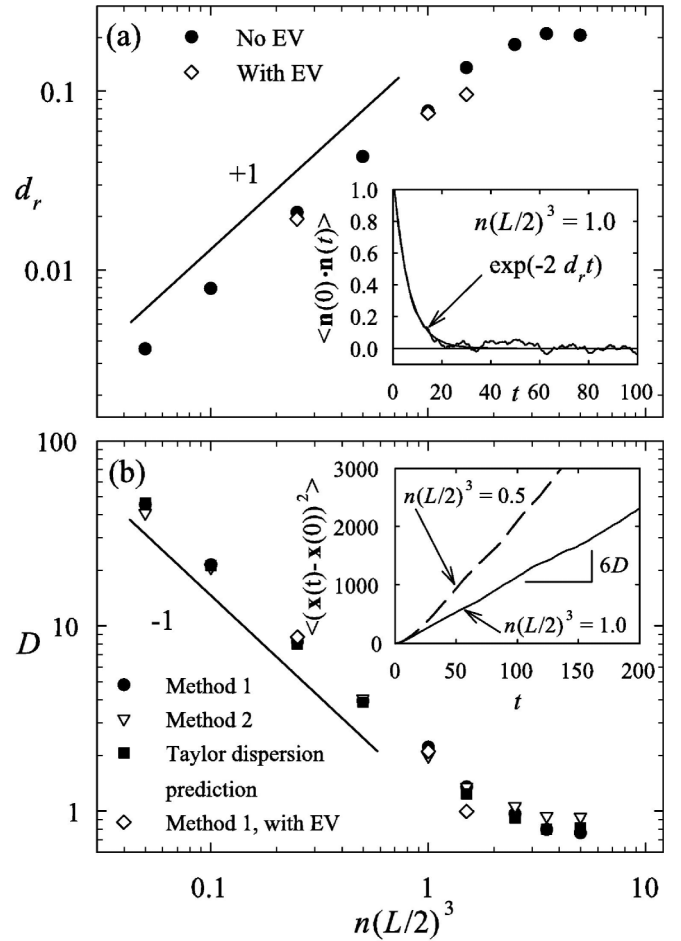 (a)
No EV
With EV
0.1
0.01
d_r
+1
1.0
0.8
0.6
0.4
0.2
0.0
<n(0)·n(t)>
n(L/2)^3 = 1.0
exp(-2 d_r t)
0 20 40 60 80 100
t
(b)
100
10
1
D
-1
Method 1
Method 2
Taylor dispersion
prediction
Method 1, with EV
3000
2000
1000
0
<(x(t)- x(0))^2>
n(L/2)^3 = 0.5
6D
n(L/2)^3 = 1.0
0 50 100 150 200
t
0.1 1 10
n(L/2)^3